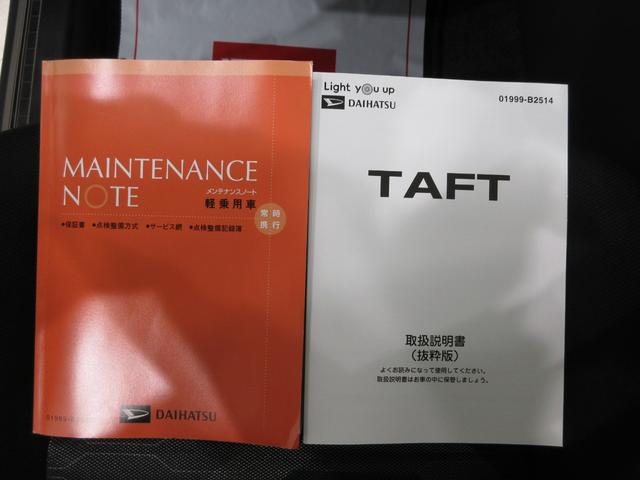 MAINTENANCE
NOTE
メンテナンスノート
軽乗用車
常時
携行
●保証書 ●点検整備方式 ●サービス網 ●点検整備記録簿
DAIHATSU
Light you up
DAIHATSU
01999-B2514
TAFT
取扱説明書
(抜粋版)
よくお読みになって使用してください。
取扱説明書はお車の中に保管しましょう。